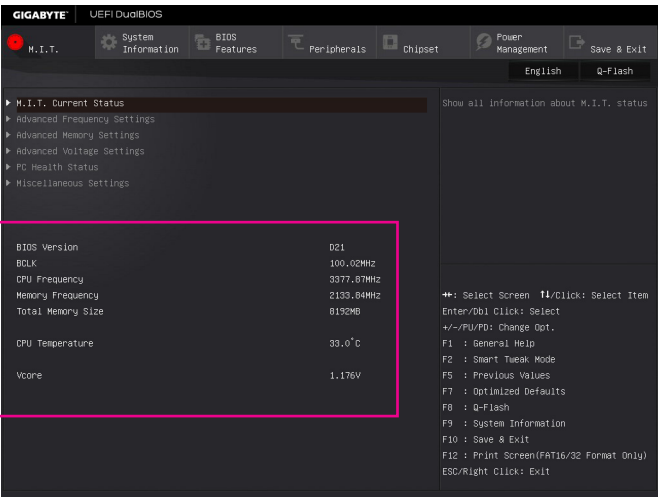 GIGABYTE™ UEFI DualBIOS
M.I.T.
System Information
BIOS Features
Peripherals
Chipset
Power Management
Save & Exit
English
Q-Flash
M.I.T. Current Status
Advanced Frequency Settings
Advanced Memory Settings
Advanced Voltage Settings
PC Health Status
Miscellaneous Settings
Show all information about M.I.T. status
BIOS Version D21
BCLK 100.02MHz
CPU Frequency 3377.87MHz
Memory Frequency 2133.84MHz
Total Memory Size 8192MB
CPU Temperature 33.0°C
Vcore 1.176V
→←: Select Screen ↑↓/Click: Select Item
Enter/Dbl Click: Select
+/-/PU/PD: Change Opt.
F1 : General Help
F2 : Smart Tweak Mode
F5 : Previous Values
F7 : Optimized Defaults
F8 : Q-Flash
F9 : System Information
F10 : Save & Exit
F12 : Print Screen(FAT16/32 Format Only)
ESC/Right Click: Exit